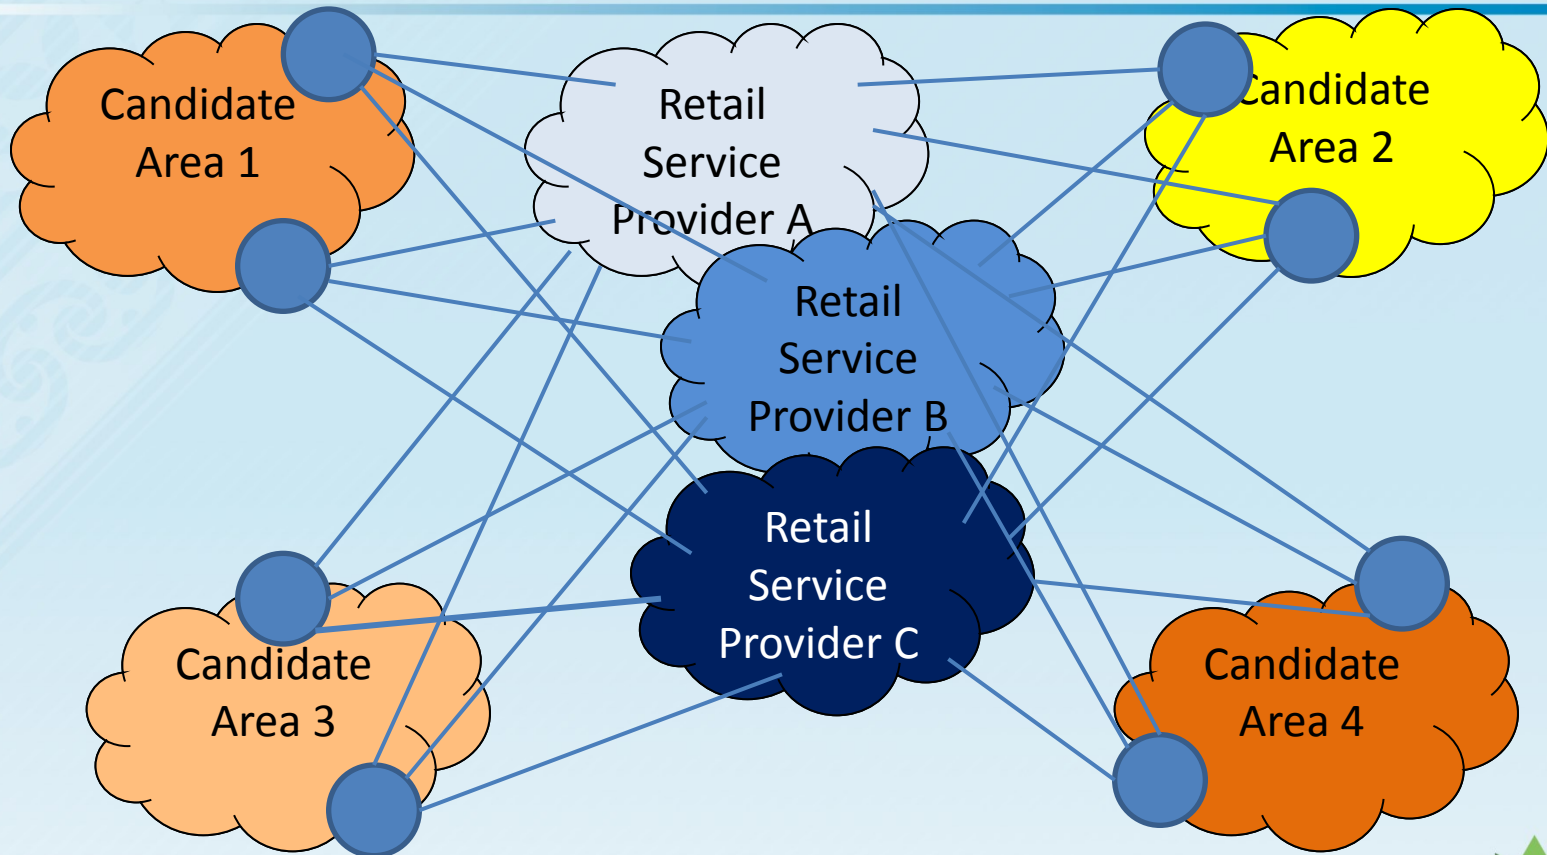 Candidate
Area 1
Retail
Service
Provider A
Candidate
Area 2
Retail
Service
Provider B
Retail
Service
Provider C
Candidate
Area 3
Candidate
Area 4